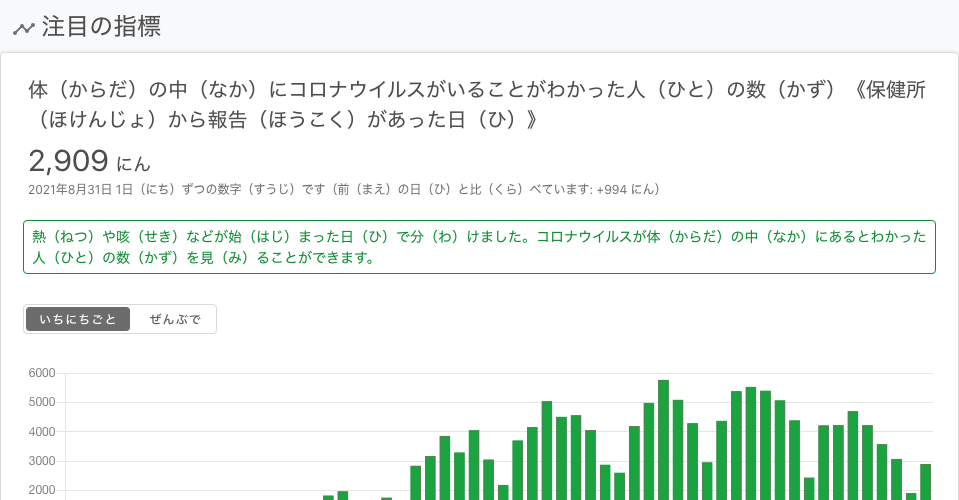 注目の指標
体（からだ）の中（なか）にコロナウイルスがいることがわかった人（ひと）の数（かず）《保健所
（ほけんじょ）から報告（ほうこく）があった日（ひ）》
2,909 にん
2021年8月31日 1日（にち）ずつの数字（すうじ）です（前（まえ）の日（ひ）と比（くら）べています: +994 にん）
熱（ねつ）や咳（せき）などが始（はじ）まった日（ひ）で分（わ）けました。コロナウイルスが体（からだ）の中（なか）にあるとわかった
人（ひと）の数（かず）を見（み）ることができます。
いちにちごと ぜんぶで
6000
5000
4000
3000
2000